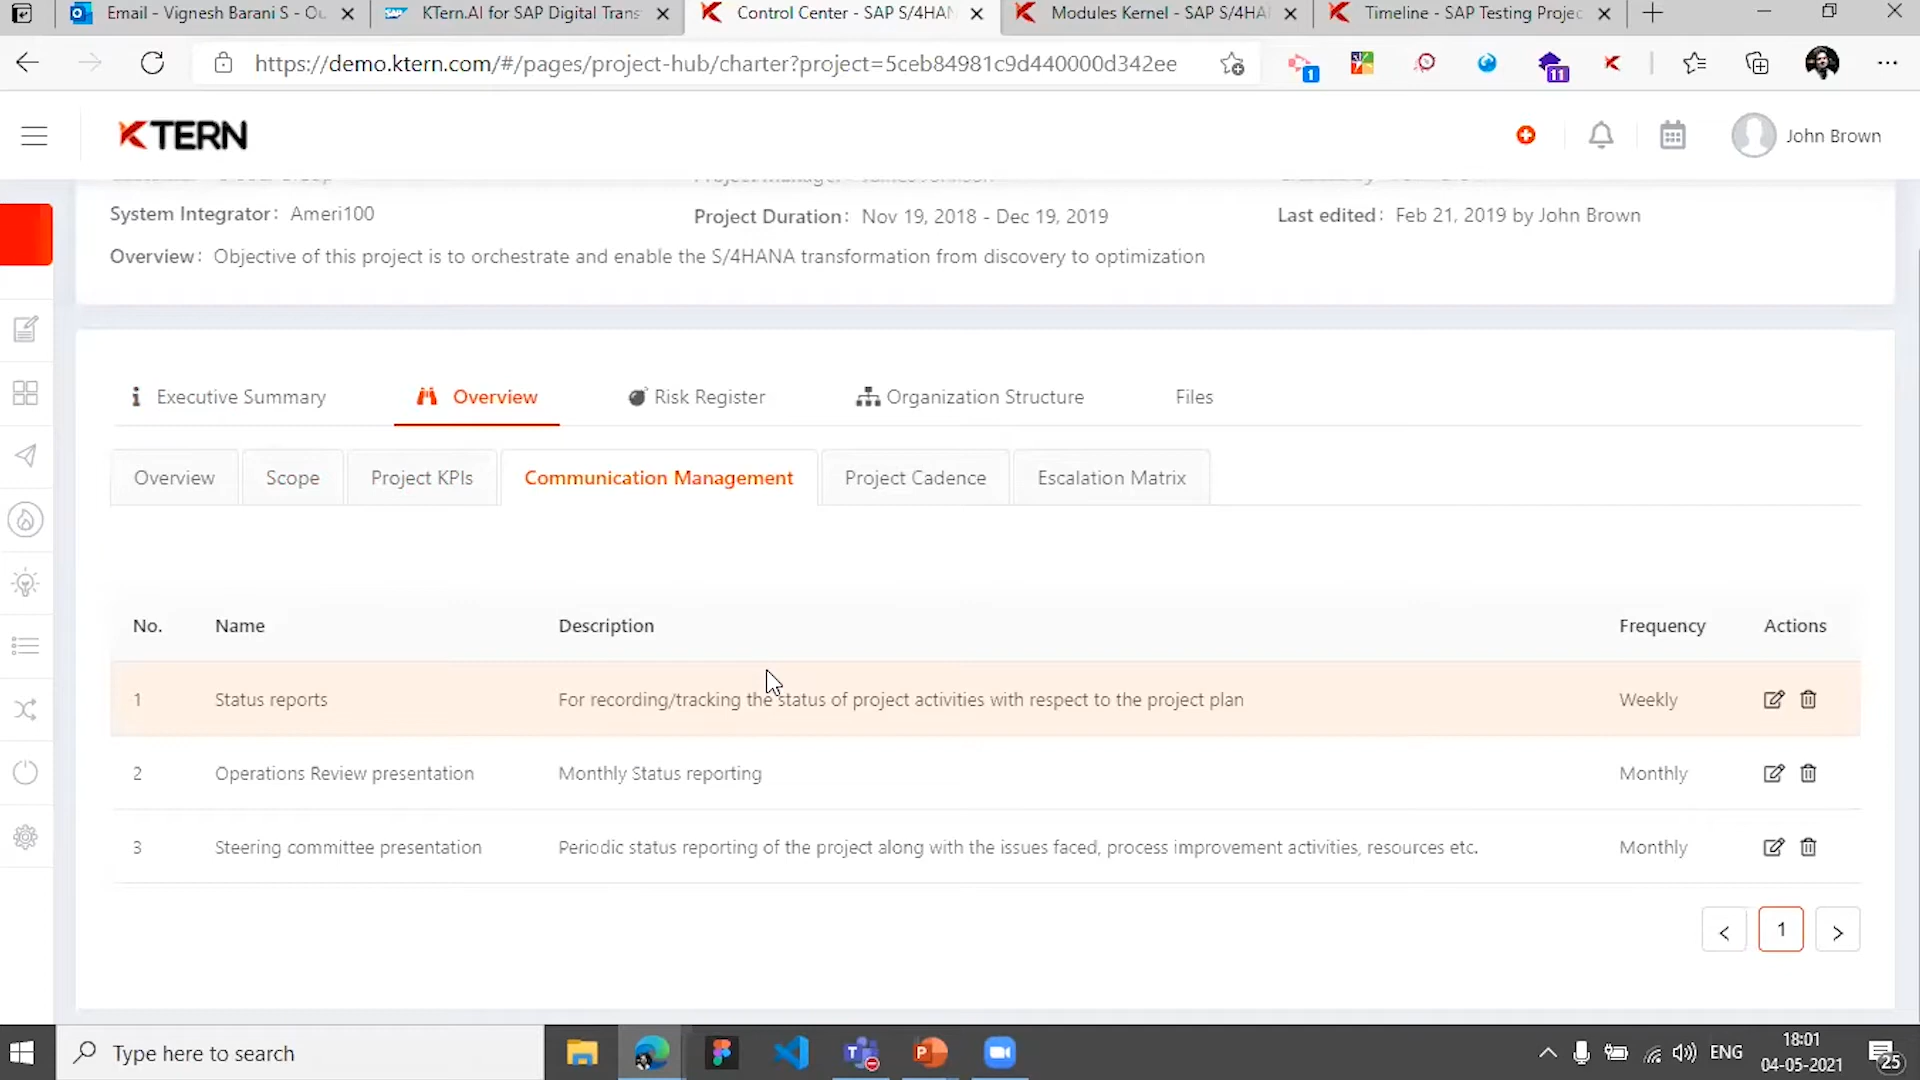 Email - Vignesh Barani S - Ou
KTern.AI for SAP Digital Trans
Control Center - SAP S/4HAN
Modules Kernel - SAP S/4HA
Timeline - SAP Testing Projec
https://demo.ktern.com/#/pages/project-hub/charter?project=5ceb84981c9d440000d342ee
1
11
KTERN
John Brown
System Integrator: Ameri100
Project Duration: Nov 19, 2018 - Dec 19, 2019
Last edited: Feb 21, 2019 by John Brown
Overview: Objective of this project is to orchestrate and enable the S/4HANA transformation from discovery to optimization
Executive Summary
Overview
Risk Register
Organization Structure
Files
Overview
Scope
Project KPIs
Communication Management
Project Cadence
Escalation Matrix
No. Name Description Frequency Actions
1 Status reports For recording/tracking the status of project activities with respect to the project plan Weekly
2 Operations Review presentation Monthly Status reporting Monthly
3 Steering committee presentation Periodic status reporting of the project along with the issues faced, process improvement activities, resources etc. Monthly
< 1 >
Type here to search
ENG
18:01
04-05-2021
25